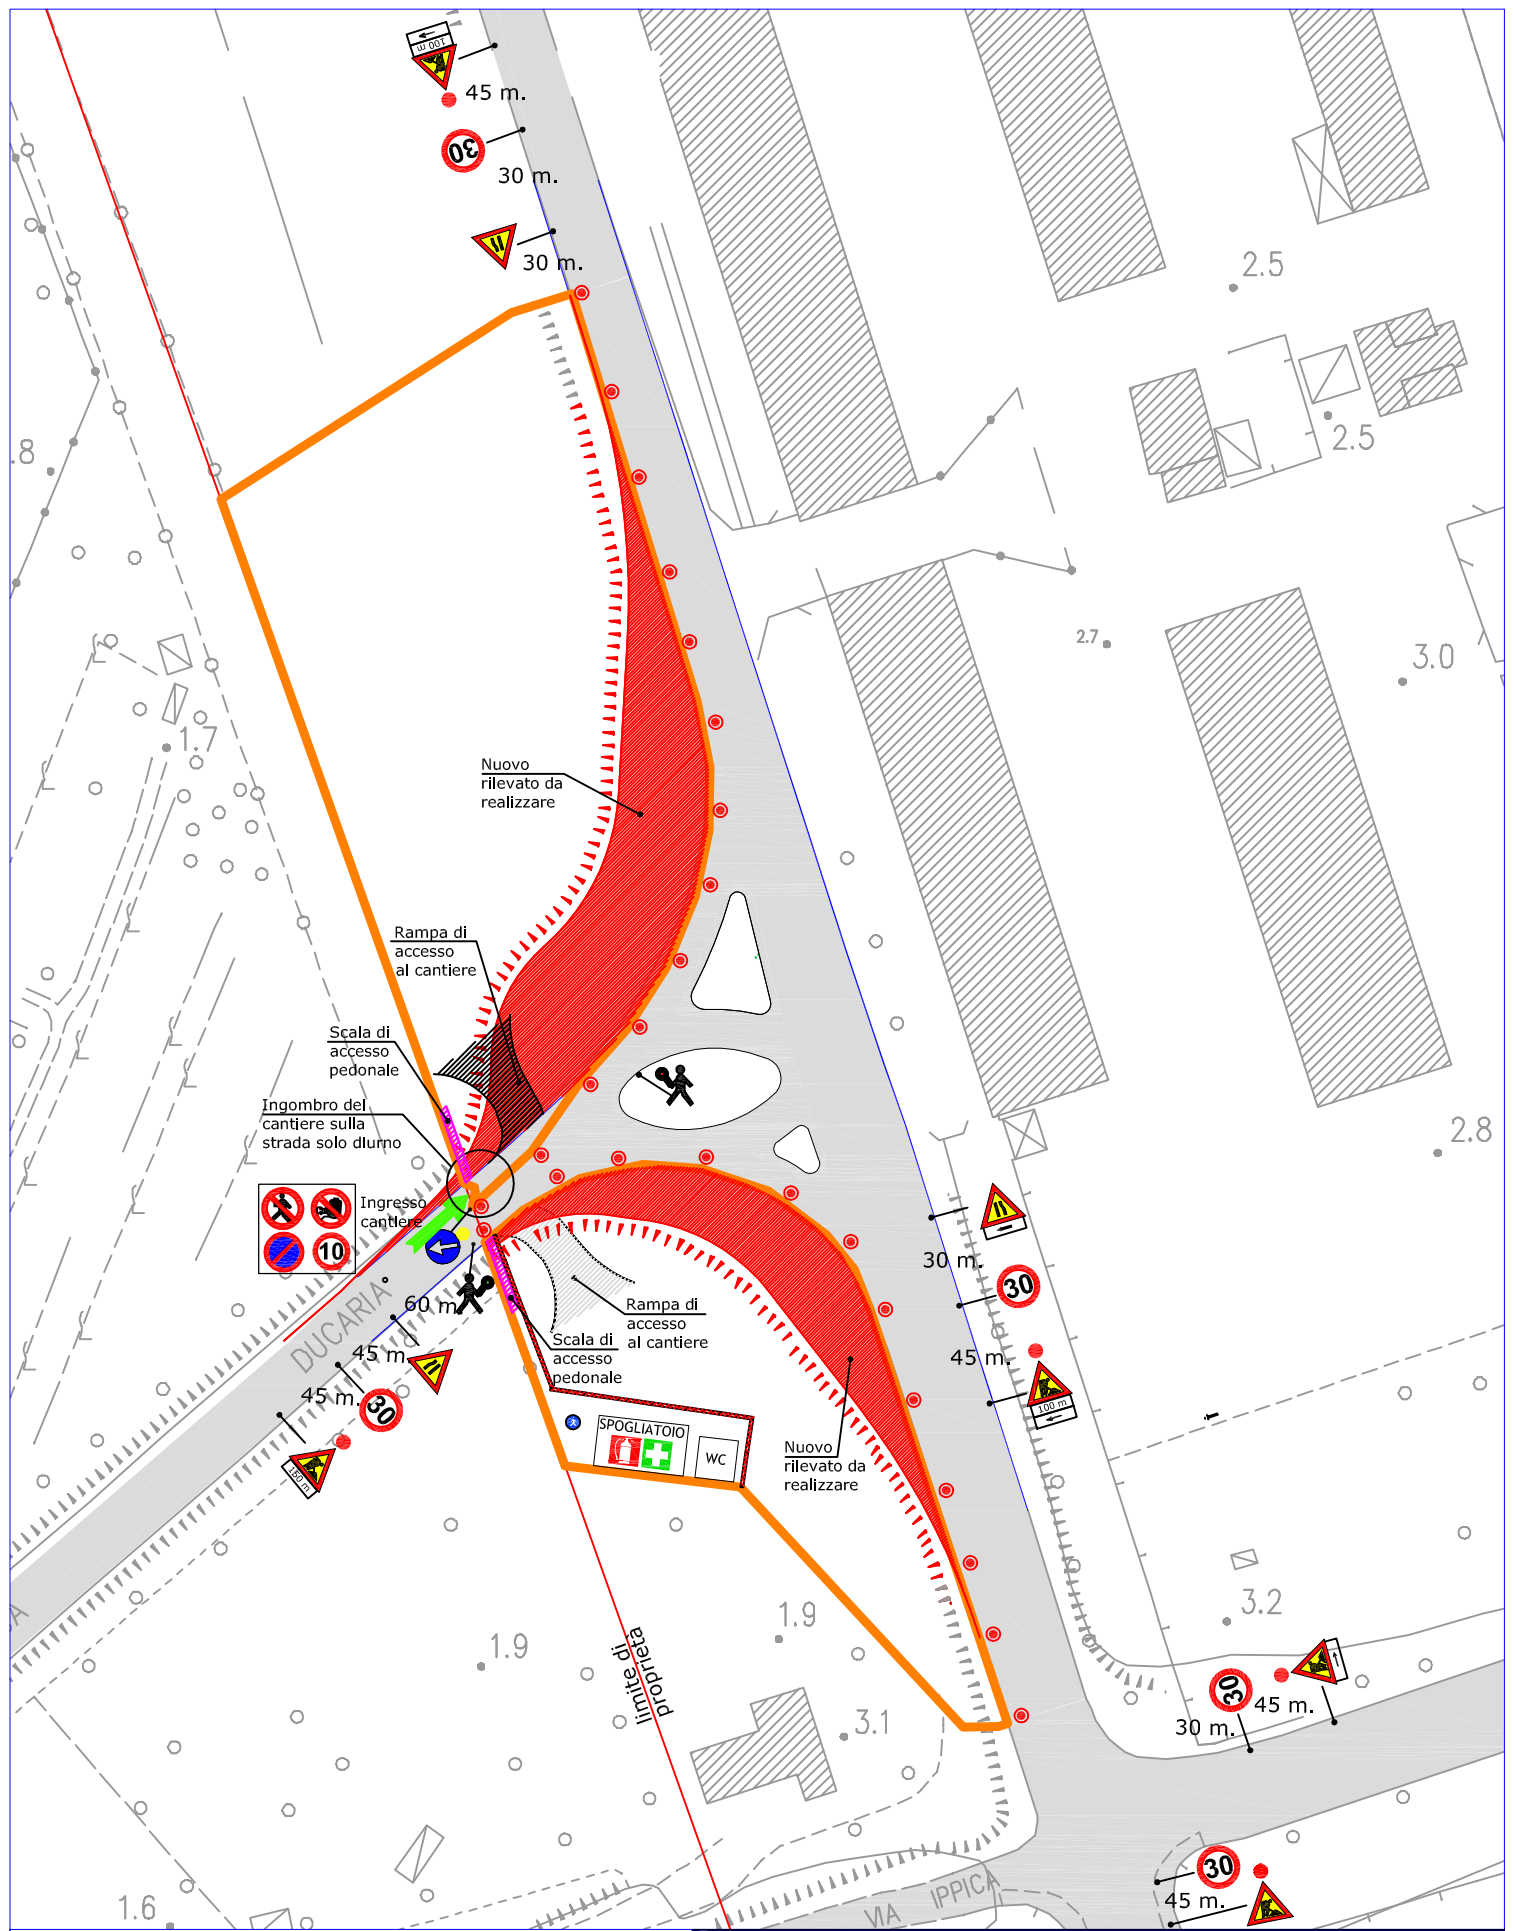 100 m
45 m.
30
30 m.
30 m.
2.5
2.5
.8
2.7
3.0
1.7
Nuovo
rilevato da
realizzare
Rampa di
accesso
al cantiere
Scala di
accesso
pedonale
Ingombro del
cantiere sulla
strada solo diurno
2.8
Ingresso
cantiere
10
30 m.
30
45 m.
100 m
DUCARIA
60 m.
45 m.
45 m.
30
150 m
Rampa di
accesso
al cantiere
Scala di
accesso
pedonale
SPOGLIATOIO
WC
Nuovo
rilevato da
realizzare
limite di
proprietà
1.9
1.9
3.2
3.1
30
45 m.
30 m.
30
45 m.
1.6
VIA IPPICA